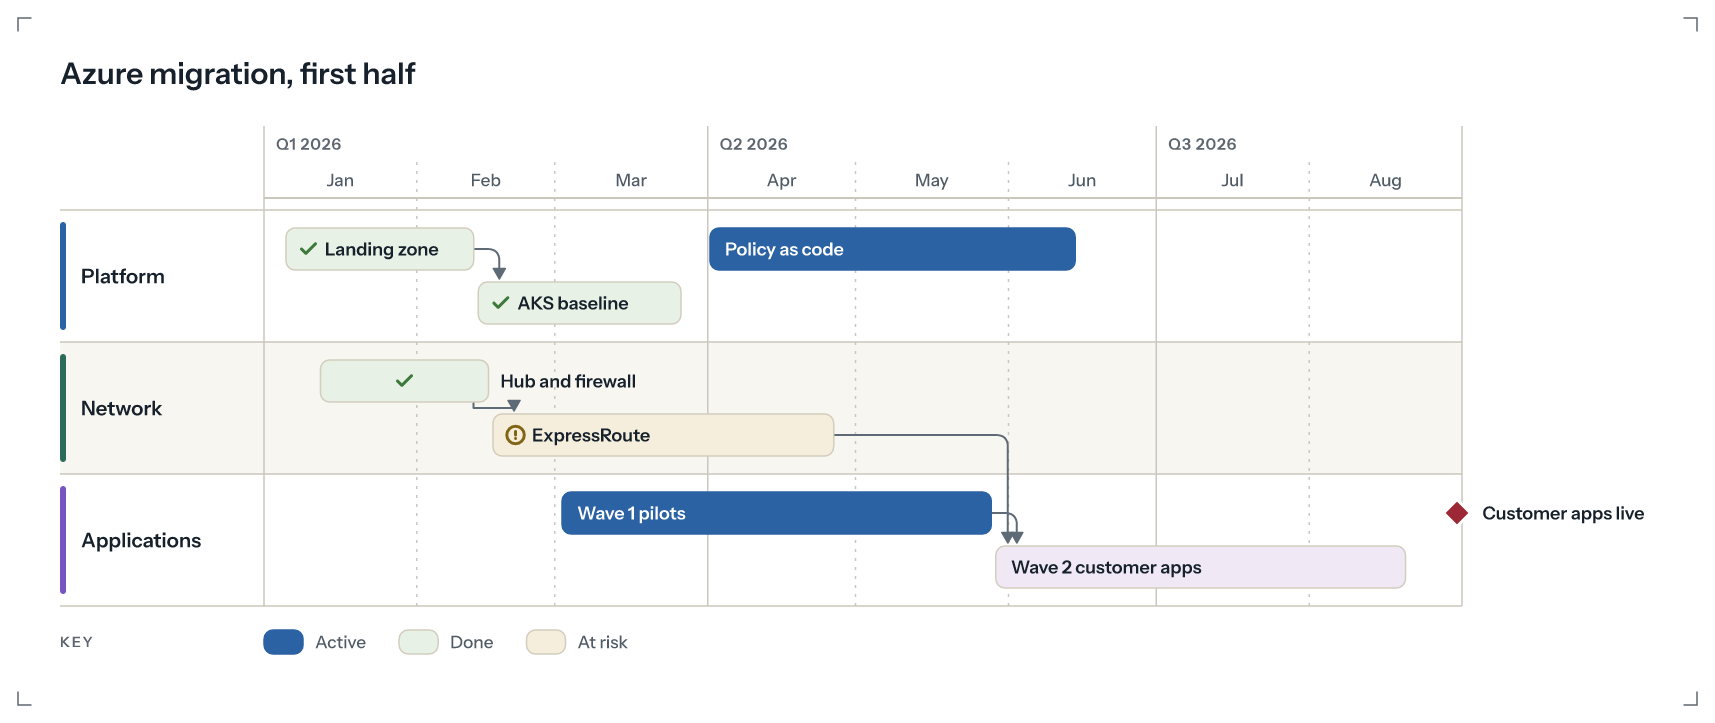 Azure migration, first half
Q1 2026
Q2 2026
Q3 2026
Jan
Feb
Mar
Apr
May
Jun
Jul
Aug
Platform
Landing zone
Policy as code
AKS baseline
Network
Hub and firewall
ExpressRoute
Applications
Wave 1 pilots
Customer apps live
Wave 2 customer apps
KEY
Active
Done
At risk